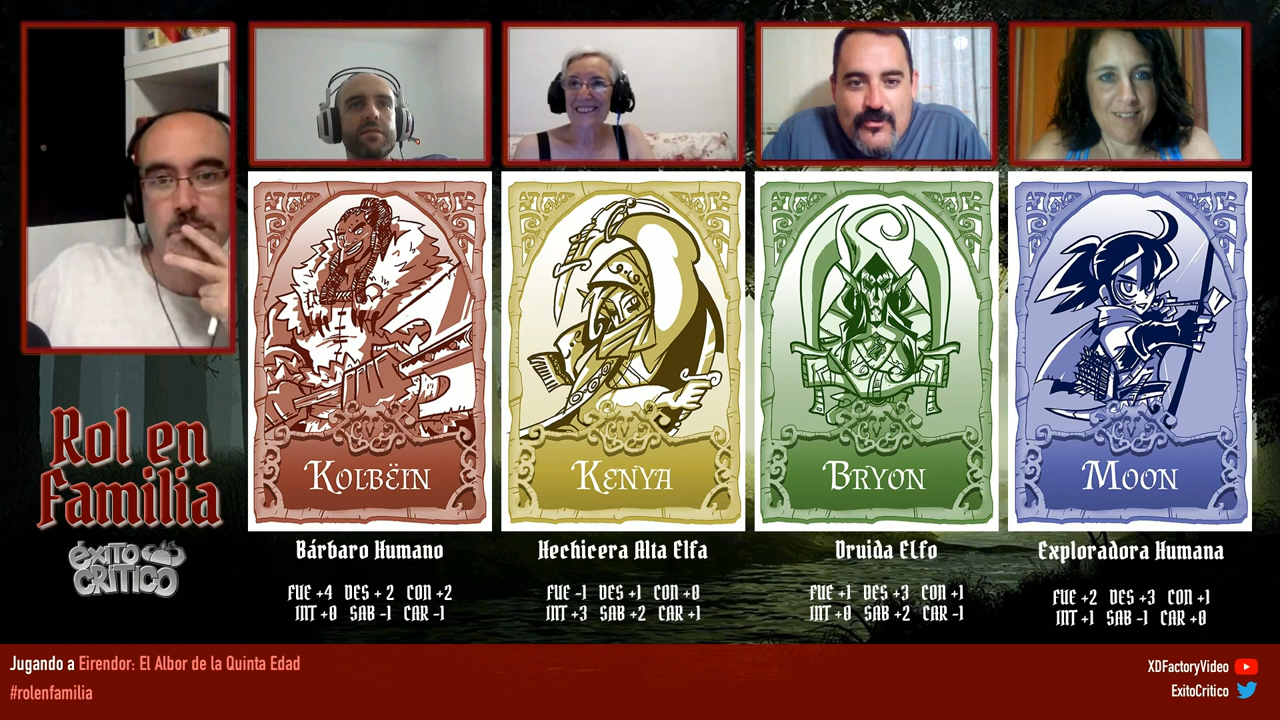 Rol en
Familia
ÉXITO
CRÍTICO
KOLBËIN
Bárbaro Humano
FUE +4 DES +2 CON +2
INT +0 SAB -1 CAR -1
KENYA
Hechicera Alta Elfa
FUE -1 DES +1 CON +0
INT +3 SAB +2 CAR +1
BRYON
Druida Elfo
FUE +1 DES +3 CON +1
INT +0 SAB +2 CAR -1
MOON
Exploradora Humana
FUE +2 DES +3 CON +1
INT +1 SAB -1 CAR +0
Jugando a Eirendor: El Albor de la Quinta Edad
#rolenfamilia
XDFactoryVideo
ExitoCritico